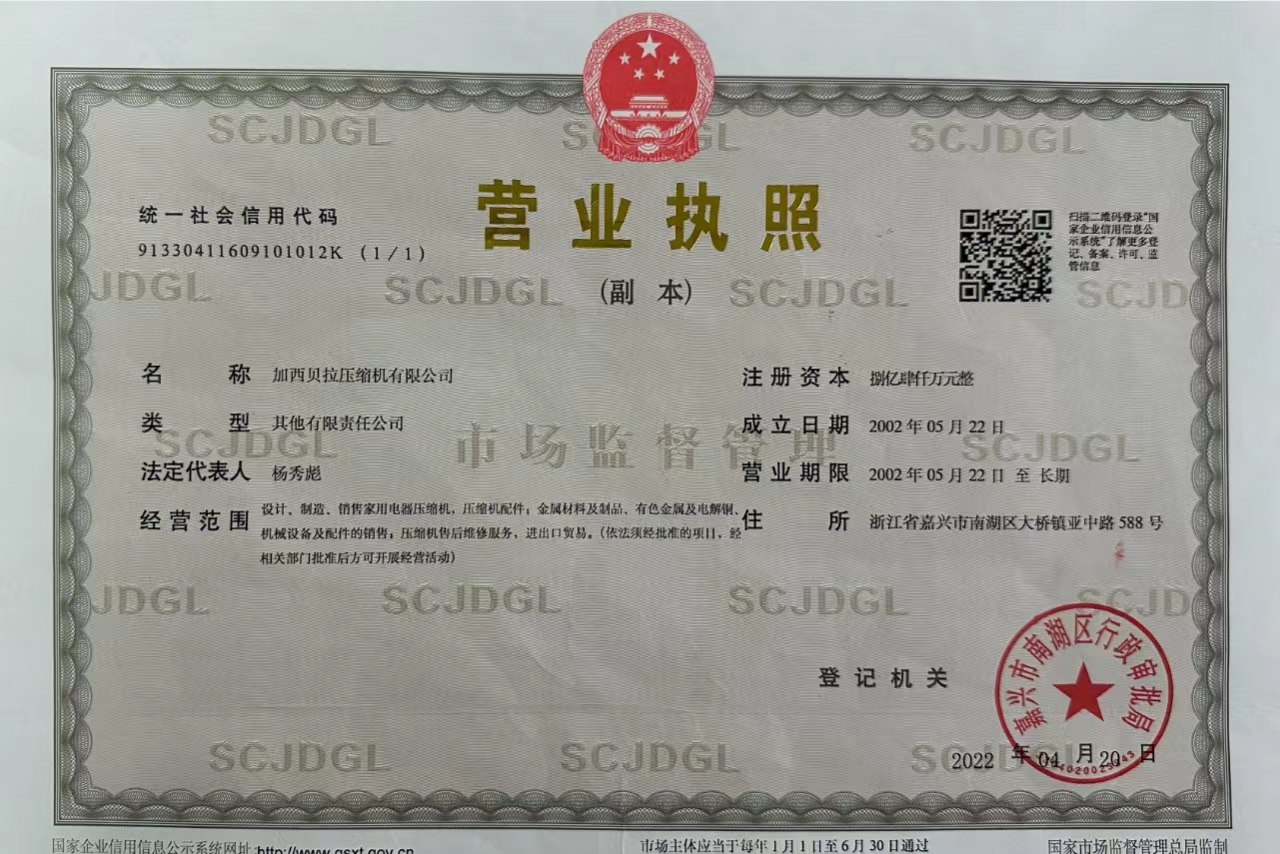 SCJDGL SCJDGL SCJDGL
营业执照
(副 本)
统一社会信用代码
91330411609101012K (1/1)
扫描二维码登录"国
家企业信用信息公
示系统"了解更多登
记、备案、许可、监
管信息
JDGL SCJDGL SCJDGL SCJD
名 称 加西贝拉压缩机有限公司
类 型 其他有限责任公司
法定代表人 杨秀彪
经营范围 设计、制造、销售家用电器压缩机，压缩机配件；金属材料及制品、有色金属及电解铜、
机械设备及配件的销售；压缩机售后维修服务，进出口贸易。（依法须经批准的项目，经
相关部门批准后方可开展经营活动）
注册资本 捌亿肆仟万元整
成立日期 2002年05月22日
营业期限 2002年05月22日 至 长期
住 所 浙江省嘉兴市南湖区大桥镇亚中路588号
SCJDGL 市场监督管理 SCJDGL
JDGL SCJDGL SCJDGL SCJD
登记机关
嘉兴市南湖区行政审批局
2022 年 04 月 20 日
SCJDGL SCJDGL SCJDGL
国家企业信用信息公示系统网址:http://www.gsxt.gov.cn
市场主体应当于每年1月1日至6月30日通过
国家市场监督管理总局监制